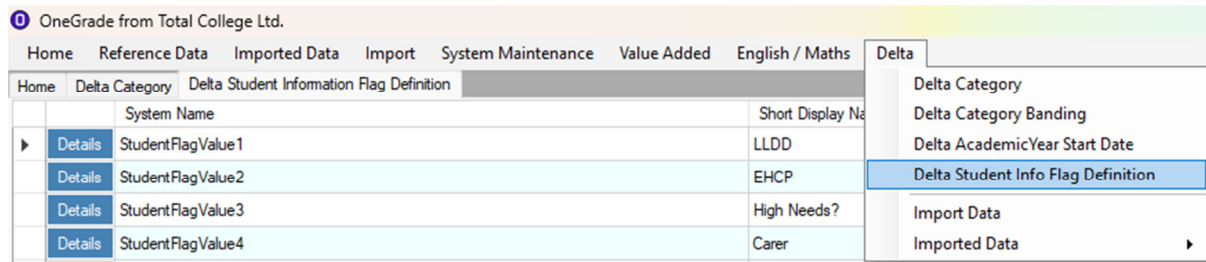 OneGrade from Total College Ltd.
Home Reference Data Imported Data Import System Maintenance Value Added English / Maths Delta
Home Delta Category Delta Student Information Flag Definition
System Name Short Display Na
Details StudentFlagValue1 LLDD
Details StudentFlagValue2 EHCP
Details StudentFlagValue3 High Needs?
Details StudentFlagValue4 Carer
Delta Category
Delta Category Banding
Delta AcademicYear Start Date
Delta Student Info Flag Definition
Import Data
Imported Data